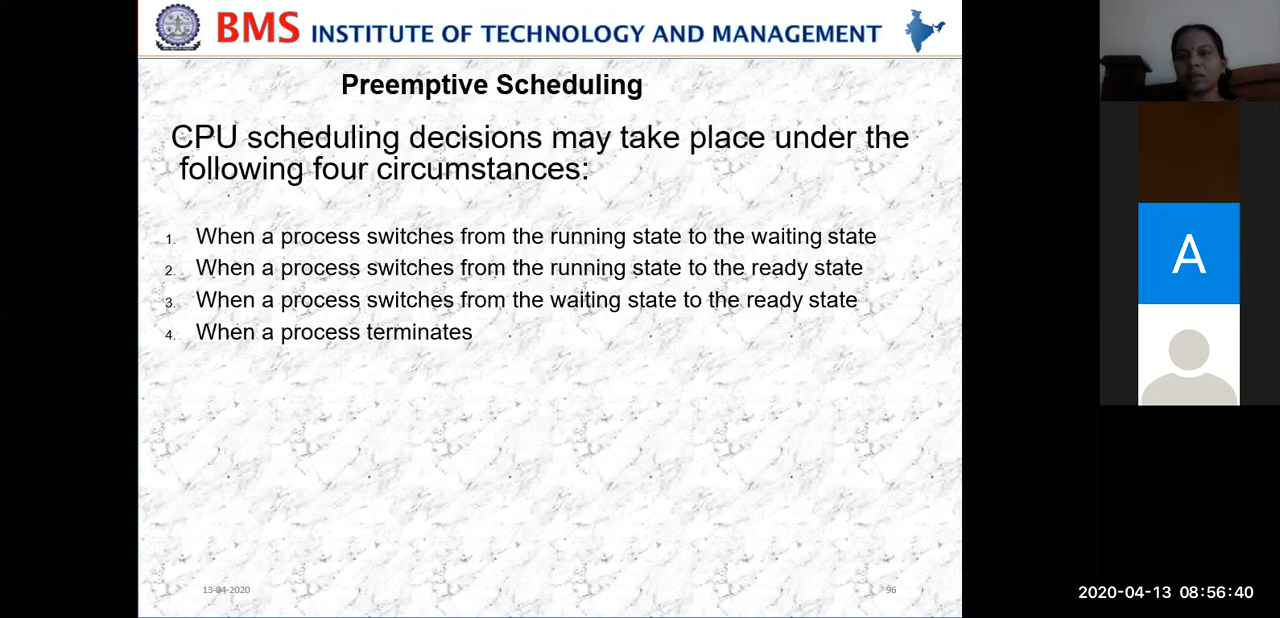 BMS INSTITUTE OF TECHNOLOGY AND MANAGEMENT
Preemptive Scheduling
CPU scheduling decisions may take place under the
following four circumstances:
1. When a process switches from the running state to the waiting state
2. When a process switches from the running state to the ready state
3. When a process switches from the waiting state to the ready state
4. When a process terminates
A
13-04-2020
96
2020-04-13 08:56:40